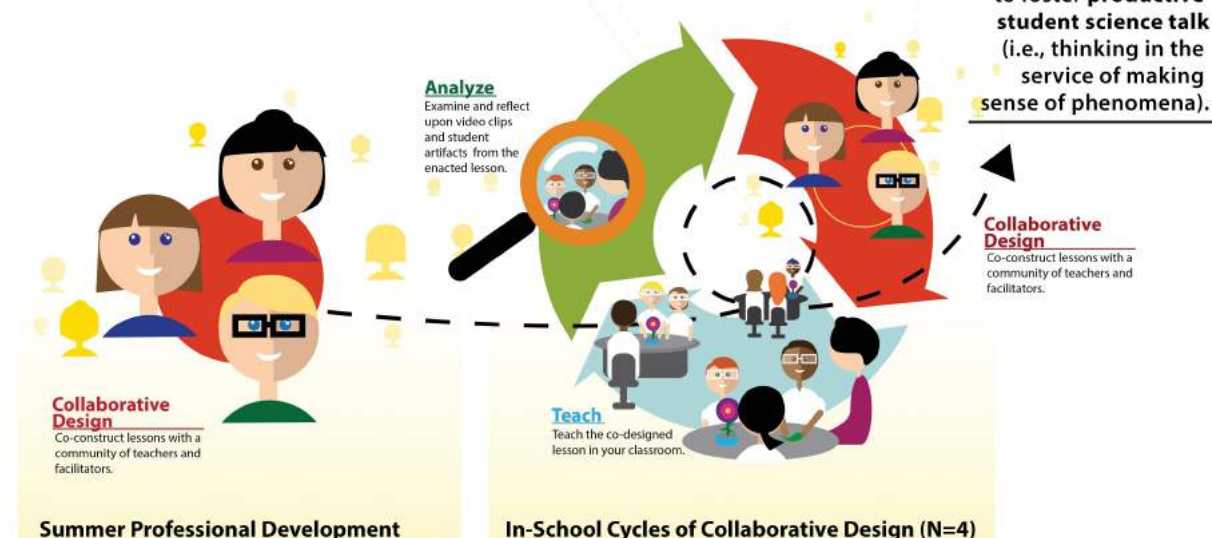 to foster productive
student science talk
(i.e., thinking in the
service of making
sense of phenomena).
Analyze
Examine and reflect
upon video clips
and student
artifacts from the
enacted lesson.
Collaborative
Design
Co-construct lessons with a
community of teachers and
facilitators.
Collaborative
Design
Co-construct lessons with a
community of teachers and
facilitators.
Teach
Teach the co-designed
lesson in your classroom.
Summer Professional Development
In-School Cycles of Collaborative Design (N=4)